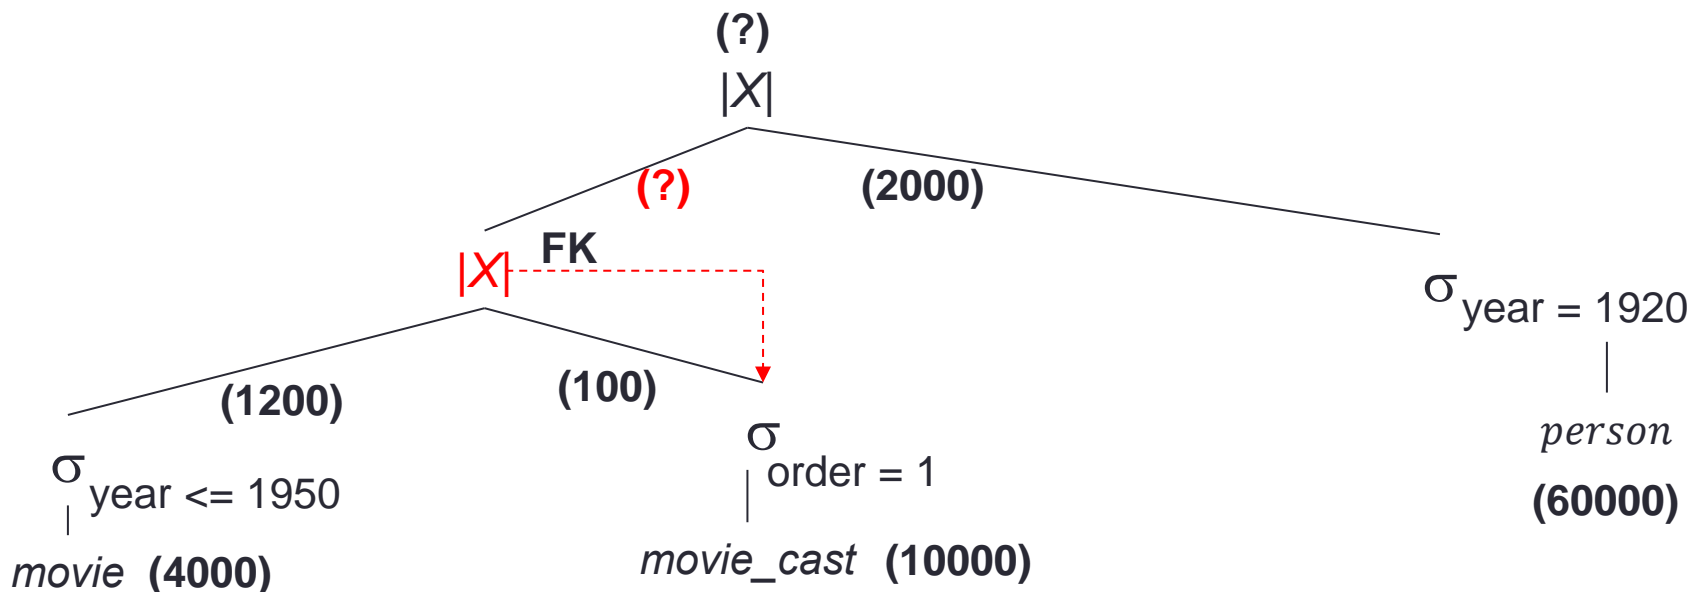 (?)
|X|
(?)
(2000)
FK
|X|
σ year = 1920
(1200)
(100)
person
σ order = 1
σ year <= 1950
(60000)
movie (4000)
movie_cast (10000)